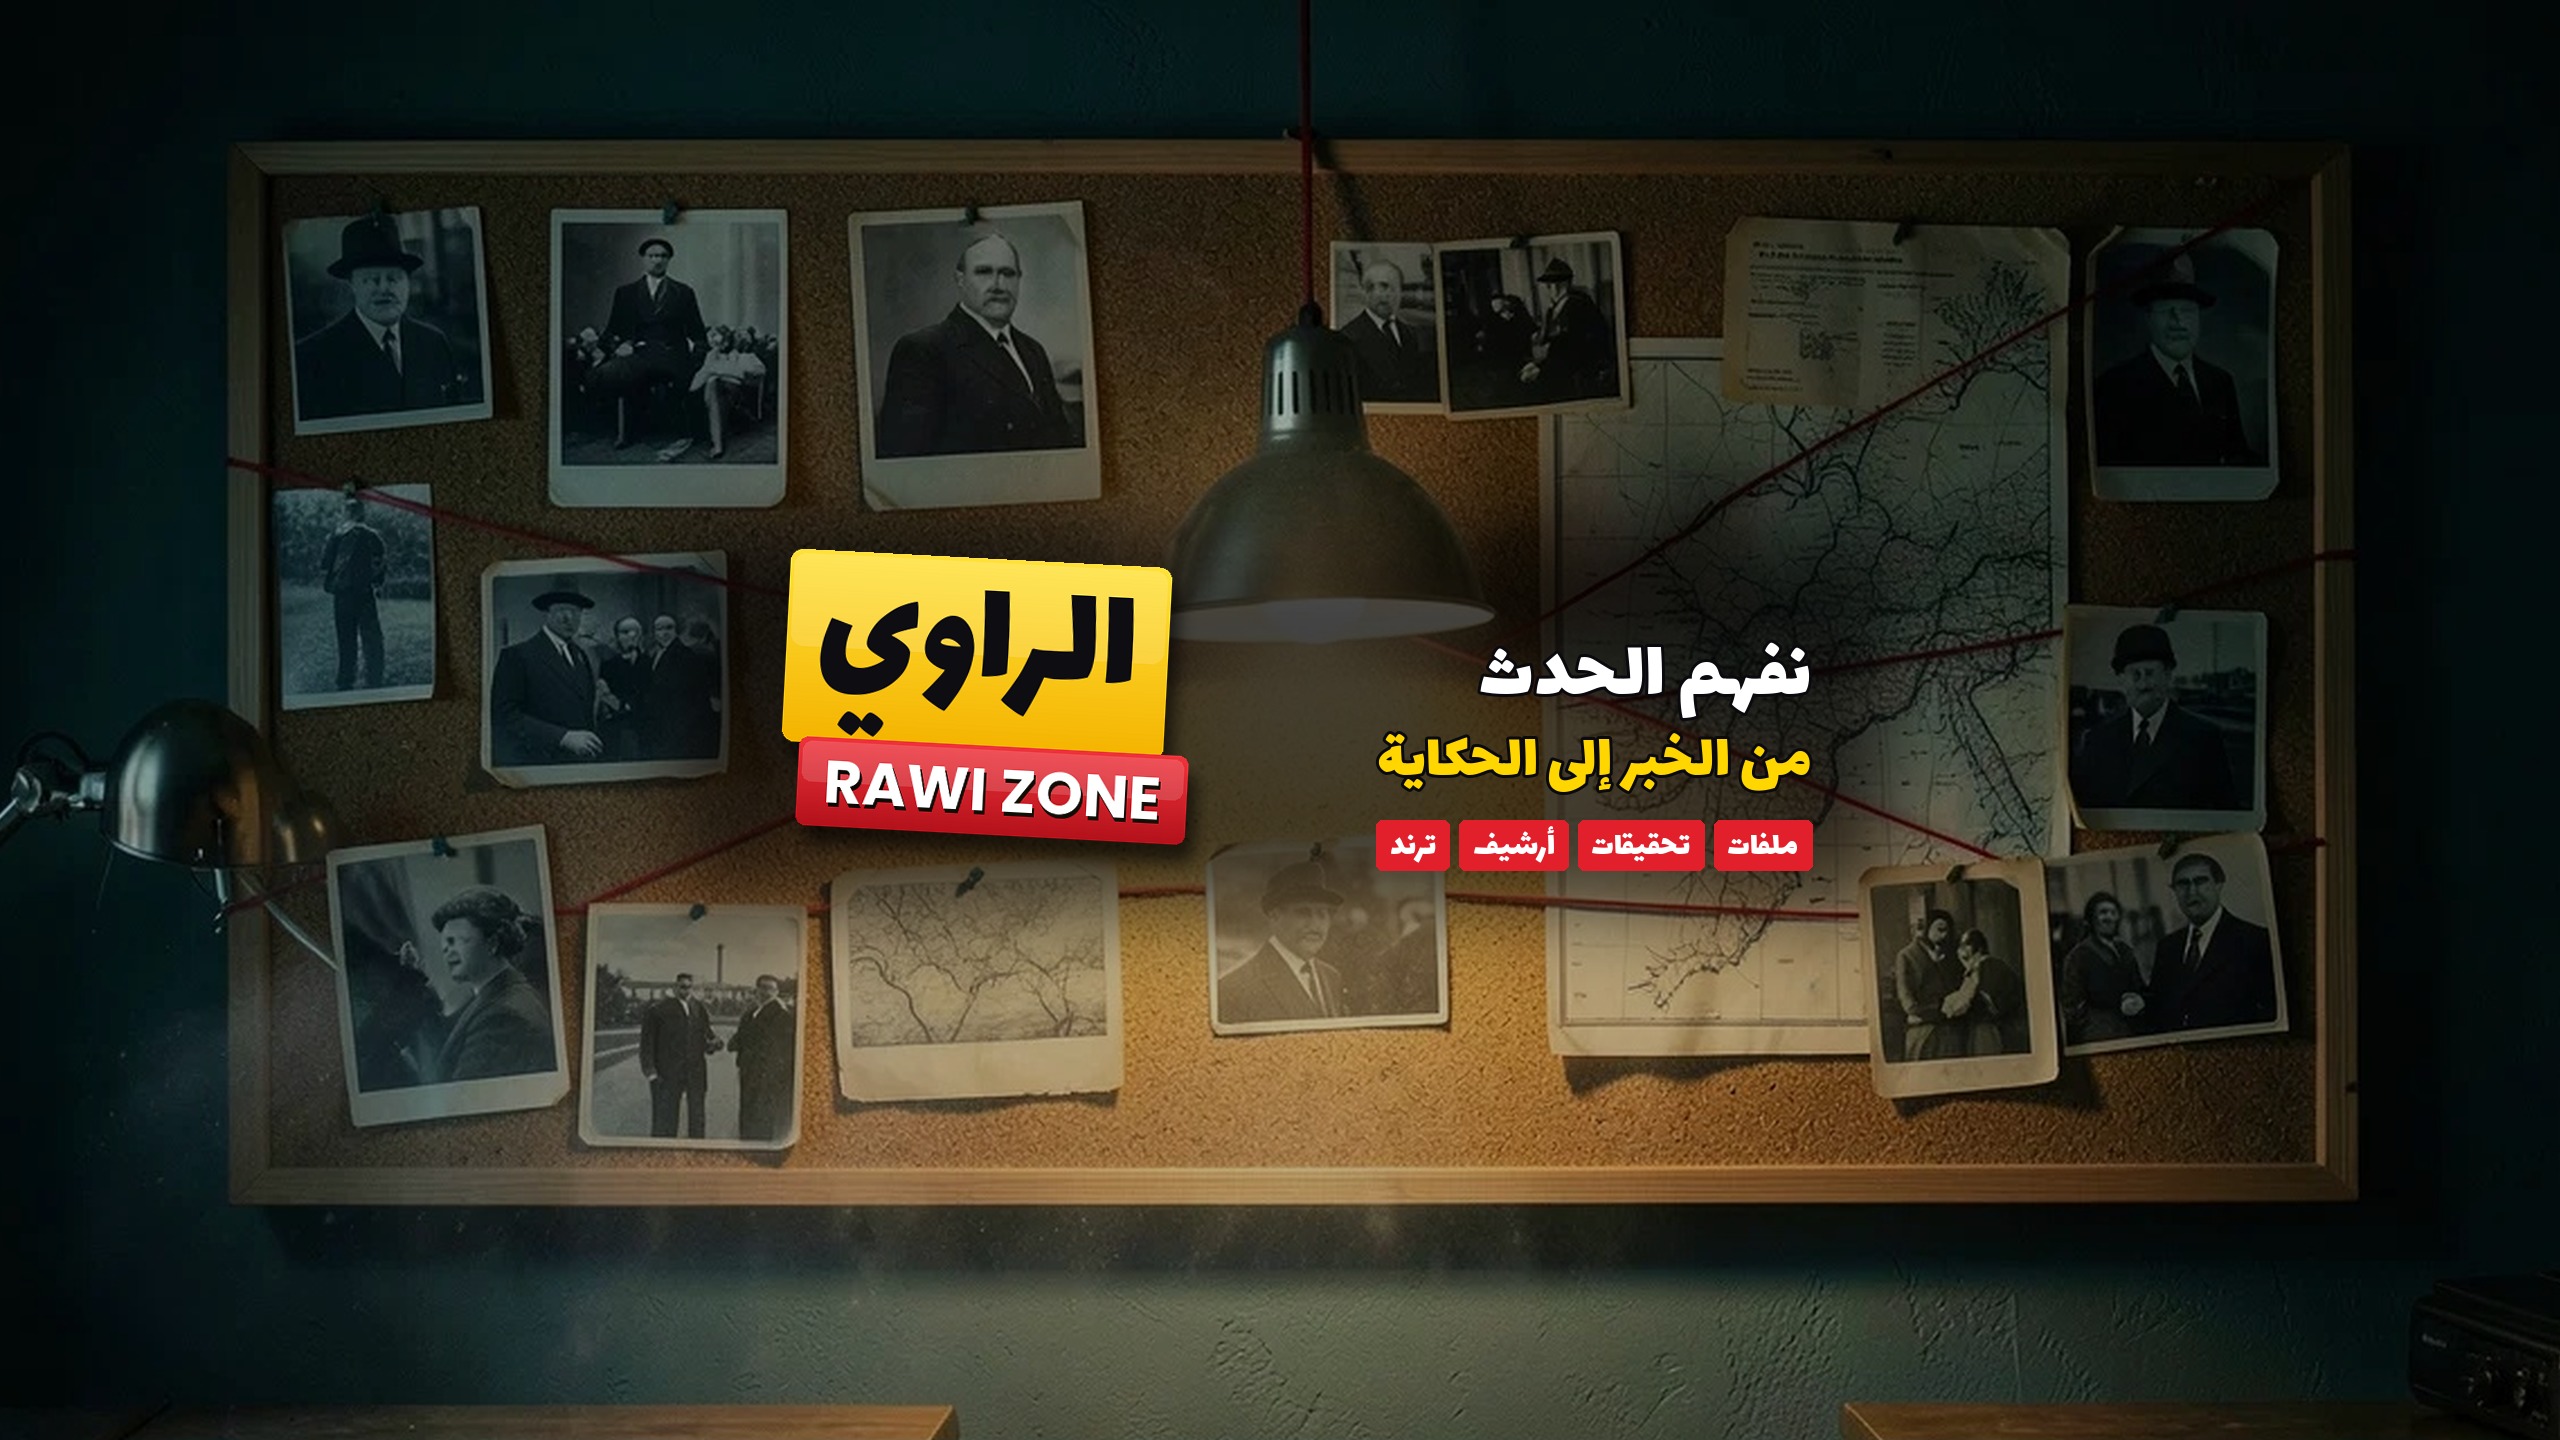 الراوي
RAWI ZONE
نفهم الحدث
من الخبر إلى الحكاية
ملفات تحقيقات أرشيف ترند